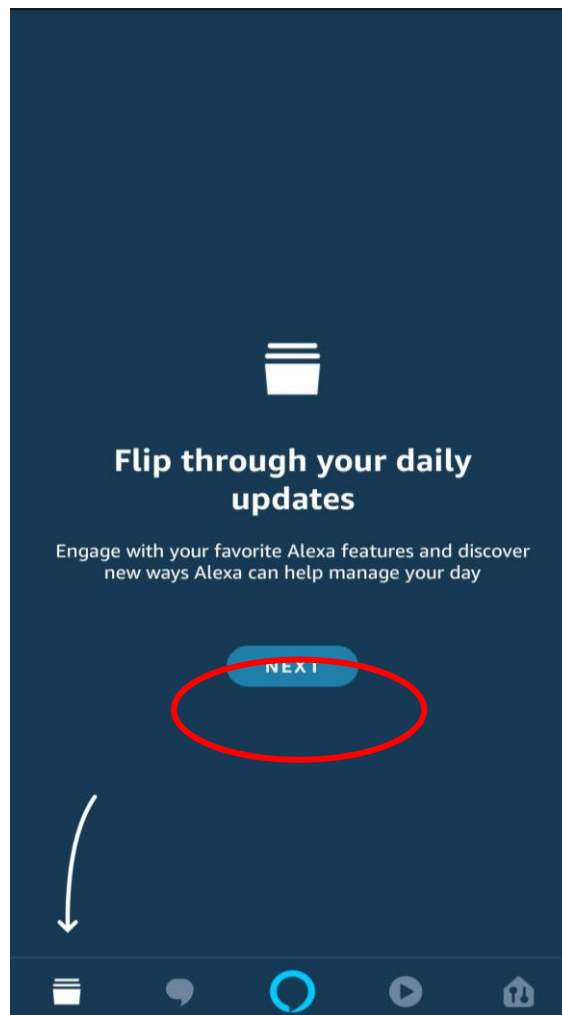 Flip through your daily
updates
Engage with your favorite Alexa features and discover
new ways Alexa can help manage your day
NEXT